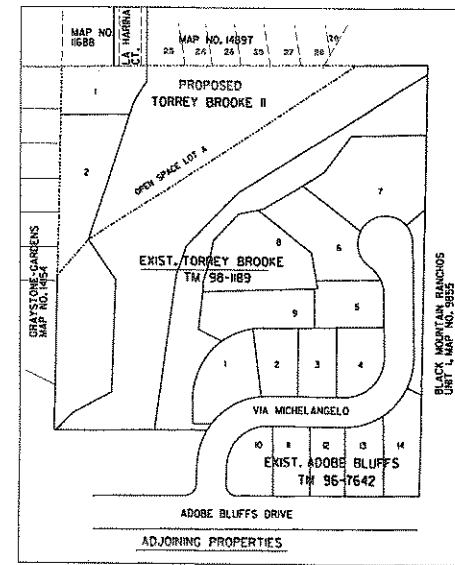 MAP NO.
11688
LA HARINA
CT.
MAP NO. 14897
25 24 26 27 28 29
PROPOSED
TORREY BROOKE II
1
2
OPEN SPACE LOT A
7
8
6
EXIST. TORREY BROOKE
TM 98-1189
GRAYSTONE-GARDENS
MAP NO. 14154
BLACK MOUNTAIN RANCHOS
UNIT 1, MAP NO. 9855
9
5
1 2 3 4
VIA MICHELANGELO
10 11 12 13 14
EXIST. ADOBE BLUFFS
TM 96-7642
ADOBE BLUFFS DRIVE
ADJOINING PROPERTIES